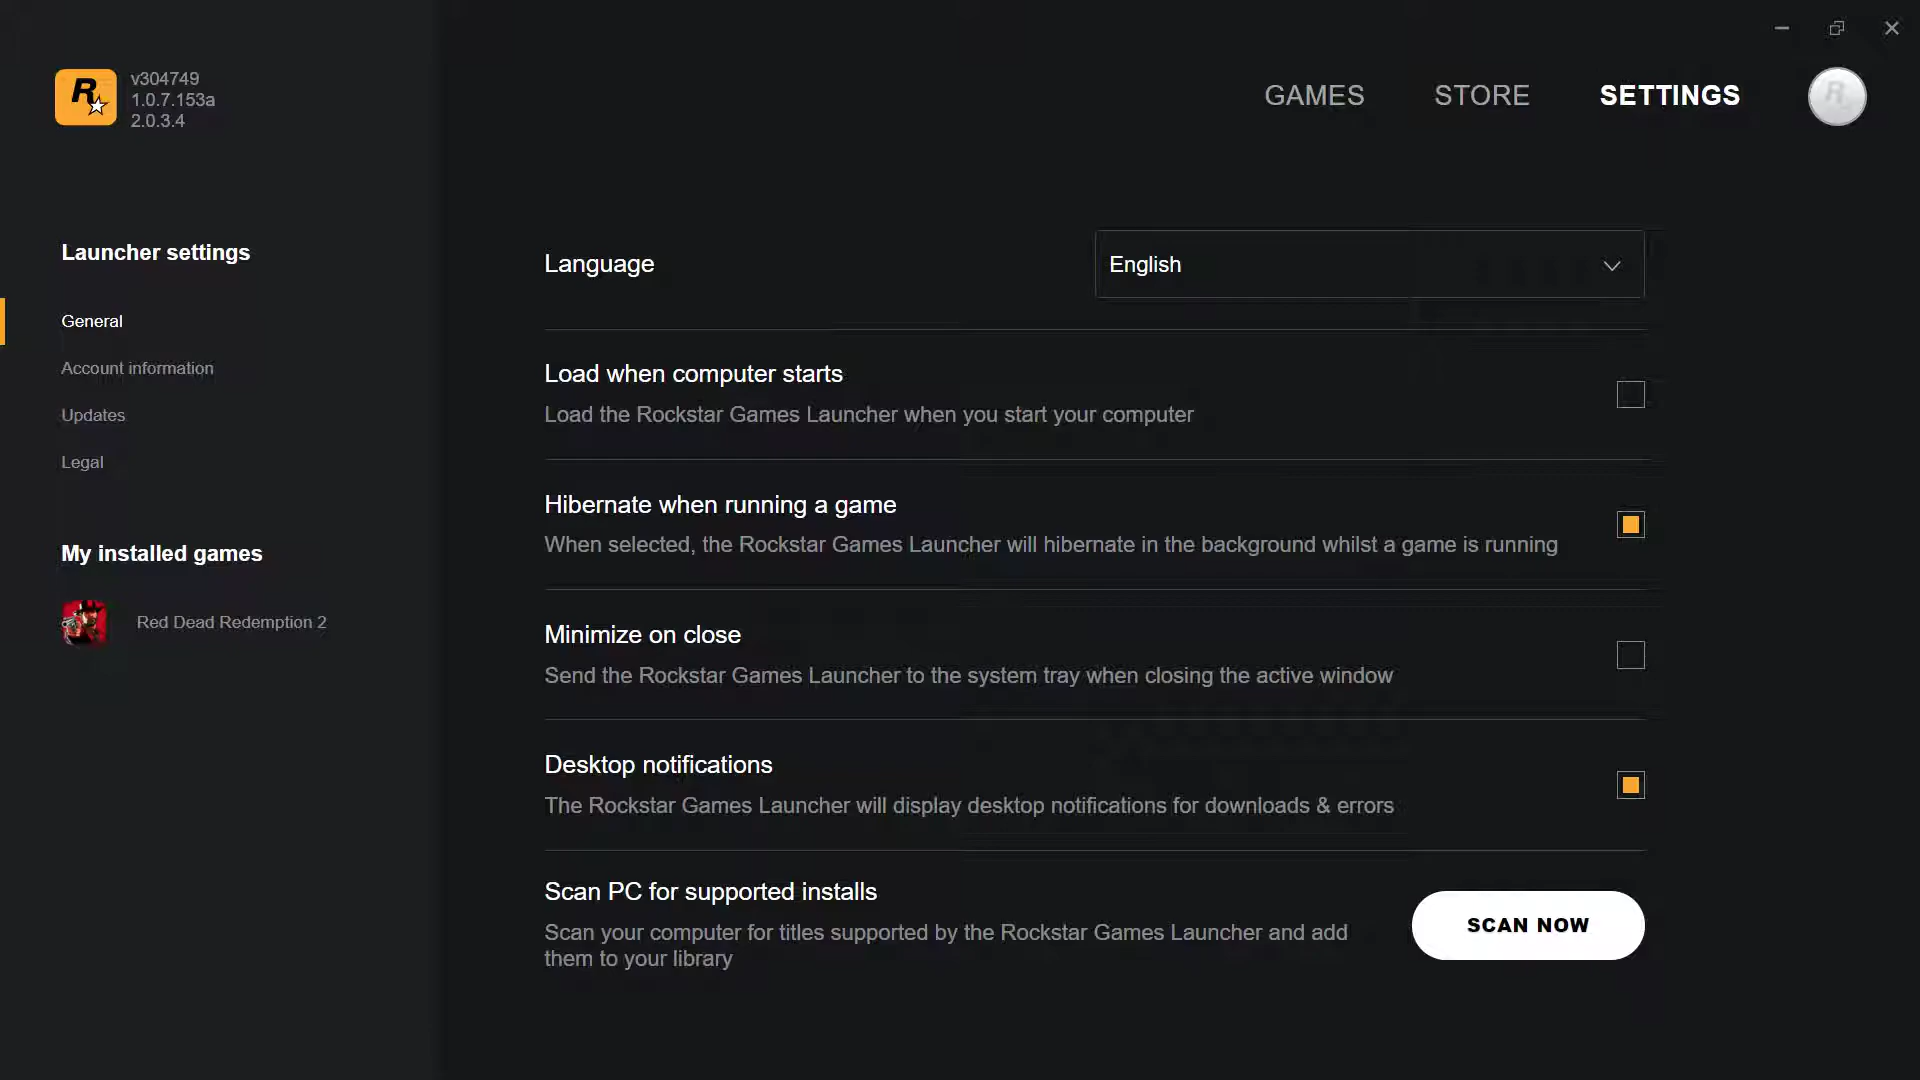 v304749
1.0.7.153a
2.0.3.4
GAMES
STORE
SETTINGS
Launcher settings
General
Account information
Updates
Legal
My installed games
Red Dead Redemption 2
Language
English
Load when computer starts
Load the Rockstar Games Launcher when you start your computer
Hibernate when running a game
When selected, the Rockstar Games Launcher will hibernate in the background whilst a game is running
Minimize on close
Send the Rockstar Games Launcher to the system tray when closing the active window
Desktop notifications
The Rockstar Games Launcher will display desktop notifications for downloads & errors
Scan PC for supported installs
Scan your computer for titles supported by the Rockstar Games Launcher and add
them to your library
SCAN NOW